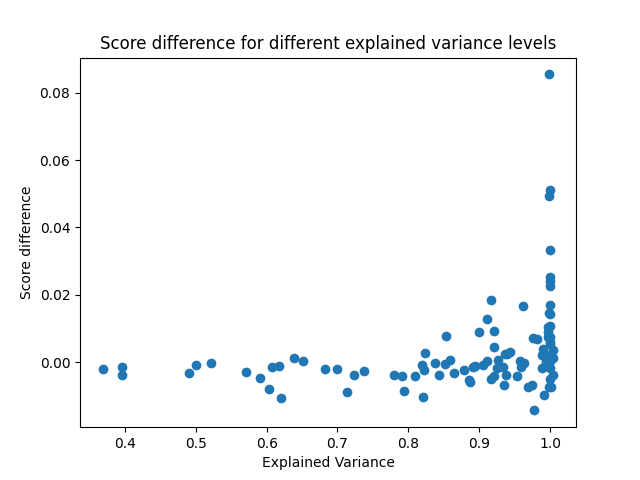 Score difference for different explained variance levels
0.08
0.06
0.04
0.02
0.00
Score difference
0.4 0.5 0.6 0.7 0.8 0.9 1.0
Explained Variance